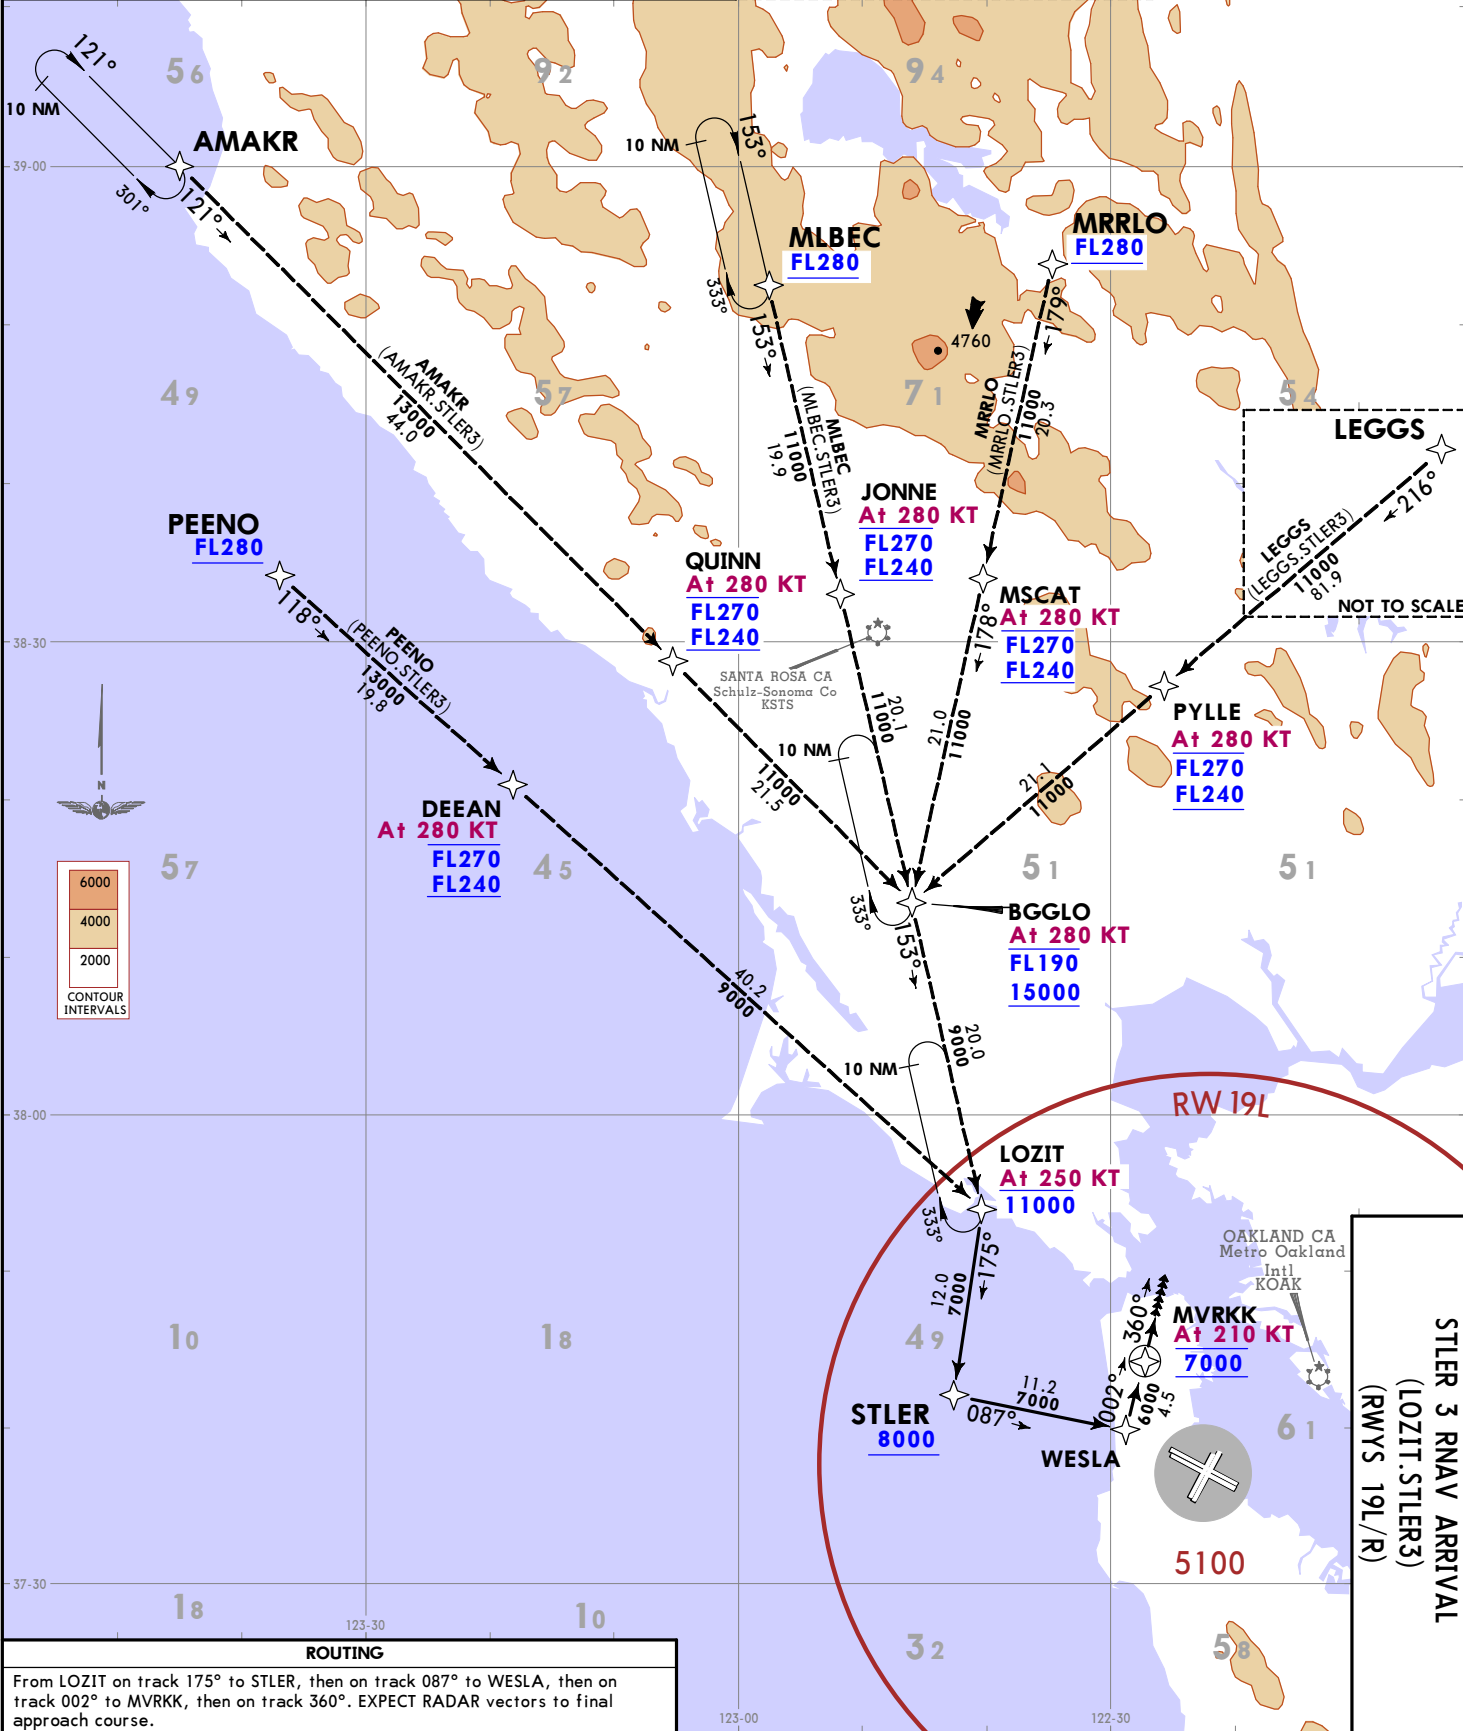 121°
56
92
94
10 NM
AMAKR
39-00
301°
121°
10 NM
153°
MLBEC
FL280
MRRLO
FL280
333°
153°
179°
4760
49
57
71
54
AMAKR
(AMAKR.STLER3)
13000
44.0
MLBEC
(MLBEC.STLER3)
11000
19.9
MRRLO
(MRRLO.STLER3)
11000
20.3
LEGGS
216°
LEGGS
(LEGGS.STLER3)
11000
81.9
NOT TO SCALE
PEENO
FL280
118°
PEENO
(PEENO.STLER3)
13000
19.8
QUINN
At 280 KT
FL270
FL240
JONNE
At 280 KT
FL270
FL240
MSCAT
At 280 KT
FL270
FL240
178°
38-30
SANTA ROSA CA
Schulz-Sonoma Co
KSTS
PYLLE
At 280 KT
FL270
FL240
20.1
11000
21.0
11000
21.1
11000
11000
21.5
10 NM
N
DEEAN
At 280 KT
FL270
FL240
57
45
51
51
6000
4000
2000
CONTOUR
INTERVALS
333°
153°
BGGLO
At 280 KT
FL190
15000
40.2
9000
20.0
9000
10 NM
38-00
RW 19L
LOZIT
At 250 KT
11000
333°
175°
12.0
7000
OAKLAND CA
Metro Oakland
Intl
KOAK
10
18
49
360°
MVRKK
At 210 KT
7000
002°
6000
4.5
61
STLER
8000
11.2
7000
087°
WESLA
5100
STLER 3 RNAV ARRIVAL
(LOZIT.STLER3)
(RWYS 19L/R)
37-30
18
10
32
58
123-30
123-00
122-30
ROUTING
From LOZIT on track 175° to STLER, then on track 087° to WESLA, then on
track 002° to MVRKK, then on track 360°. EXPECT RADAR vectors to final
approach course.